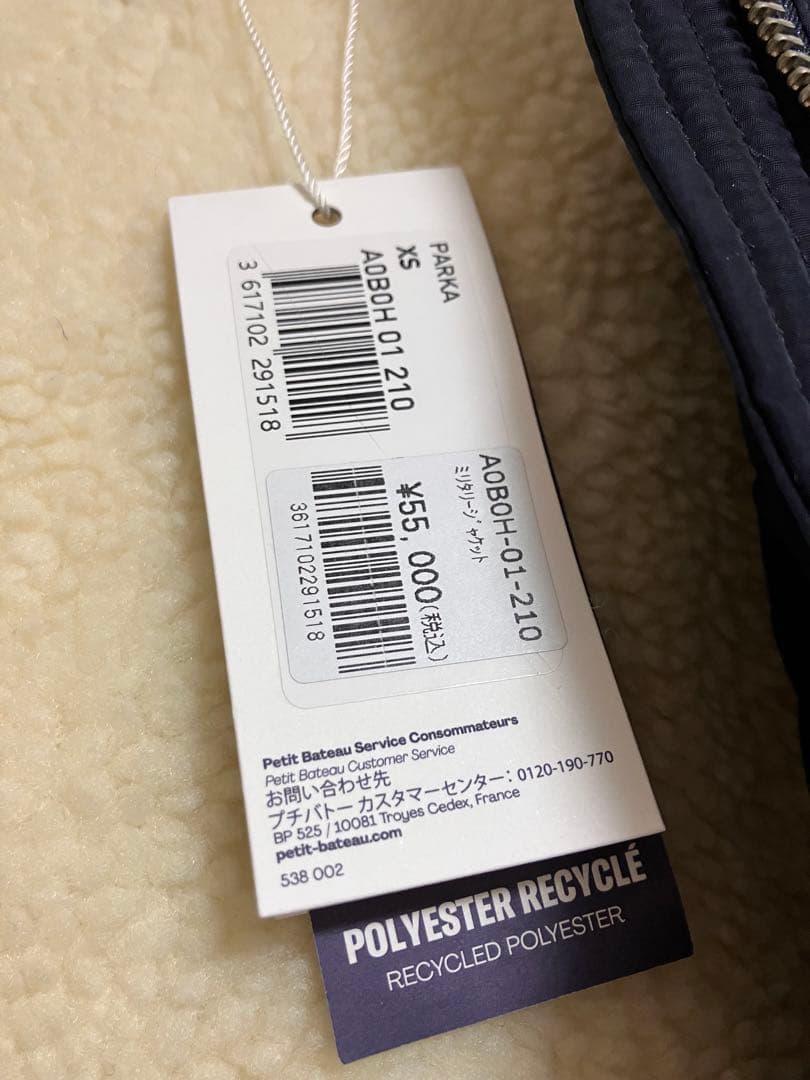 PARKA
XS
A0B0H 01 210
3 617102 291518
A0B0H-01-210
ミリタリージャケット
¥55,000(税込)
3617102291518
Petit Bateau Service Consommateurs
Petit Bateau Customer Service
お問い合わせ先
プチバトー カスタマーセンター: 0120-190-770
BP 525 / 10081 Troyes Cedex, France
petit-bateau.com
538 002
POLYESTER RECYCLÉ
RECYCLED POLYESTER